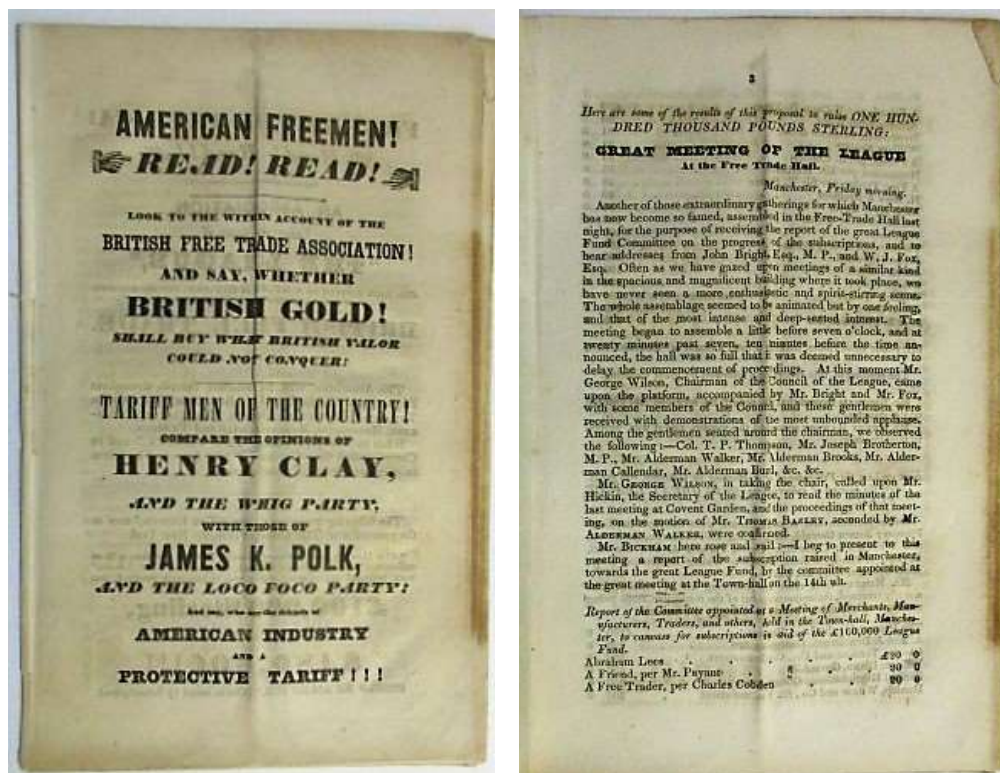 AMERICAN FREEMEN!
READ! READ!
LOOK TO THE WITHIN ACCOUNT OF THE
BRITISH FREE TRADE ASSOCIATION!
AND SAY, WHETHER
BRITISH GOLD!
SHALL BUY WHAT BRITISH VALOR
COULD NOT CONQUER!
TARIFF MEN OF THE COUNTRY!
COMPARE THE OPINIONS OF
HENRY CLAY,
AND THE WHIG PARTY,
WITH THOSE OF
JAMES K. POLK,
AND THE LOCO FOCO PARTY!
And say, who are the friends of
AMERICAN INDUSTRY
AND A
PROTECTIVE TARIFF!!!
3
Here are some of the results of this proposal to raise ONE HUN-
DRED THOUSAND POUNDS STERLING:
GREAT MEETING OF THE LEAGUE
At the Free Trade Hall.
Manchester, Friday morning.
Another of those extraordinary gatherings for which Manchester
has now become so famed, assembled in the Free-Trade Hall last
night, for the purpose of receiving the report of the great League
Fund Committee on the progress of the subscriptions, and to
hear addresses from John Bright, Esq., M. P., and W. J. Fox,
Esq. Often as we have gazed upon meetings of a similar kind
in the spacious and magnificent building where it took place, we
have never seen a more enthusiastic and spirit-stirring scene.
The whole assemblage seemed to be animated but by one feeling,
and that of the most intense and deep-seated interest. The
meeting began to assemble a little before seven o'clock, and at
twenty minutes past seven, ten minutes before the time an-
nounced, the hall was so full that it was deemed unnecessary to
delay the commencement of proceedings. At this moment Mr.
George Wilson, Chairman of the Council of the League, came
upon the platform, accompanied by Mr. Bright and Mr. Fox,
with some members of the Council, and these gentlemen were
received with demonstrations of the most unbounded applause.
Among the gentlemen seated around the chairman, we observed
the following:—Col. T. P. Thompson, Mr. Joseph Brotherton,
M. P., Mr. Alderman Walker, Mr. Alderman Brooks, Mr. Alder-
man Callendar, Mr. Alderman Burd, &c. &c.
Mr. GEORGE WILSON, in taking the chair, called upon Mr.
Hickin, the Secretary of the League, to read the minutes of the
last meeting at Covent Garden, and the proceedings of that meet-
ing, on the motion of Mr. THOMAS BAZLEY, seconded by Mr.
ALDERMAN WALKER, were confirmed.
Mr. BICKHAM here rose and said:—I beg to present to this
meeting a report of the subscription raised in Manchester,
towards the great League Fund, by the committee appointed at
the great meeting at the Town-hall on the 14th ult.
Report of the Committee appointed at a Meeting of Merchants, Man-
ufacturers, Traders, and others, held in the Town-hall, Manches-
ter, to canvass for subscriptions in aid of the £100,000 League
Fund.
Abraham Lees . . . . £20 0
A Friend, per Mr. . . . 20 0
A Free Trader, per Charles Cobden . . 20 0